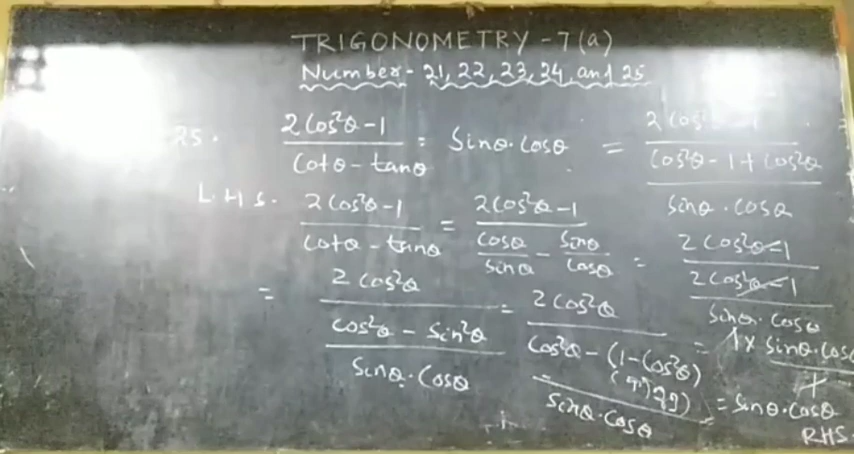 TRIGONOMETRY - 7(a)
Number - 21, 22, 23, 24, and 25
25. (2cos²θ-1)/(cotθ - tanθ) = sinθ.cosθ
L.H.S. (2cos²θ-1)/(cotθ - tanθ) = (2cos²θ-1)/(cosθ/sinθ - sinθ/cosθ)
= 2cos²θ/((cos²θ - sin²θ)/(sinθ.cosθ)) = 2cos²θ/((cos²θ - (1-cos²θ))/(sinθ.cosθ))
= 2cos²θ-1/((cos²θ - 1 + cos²θ)/(sinθ.cosθ))
= (2cos²θ-1)/((2cos²θ-1)/(sinθ.cosθ))
= 1 x sinθ.cosθ/1
= sinθ.cosθ
RHS.